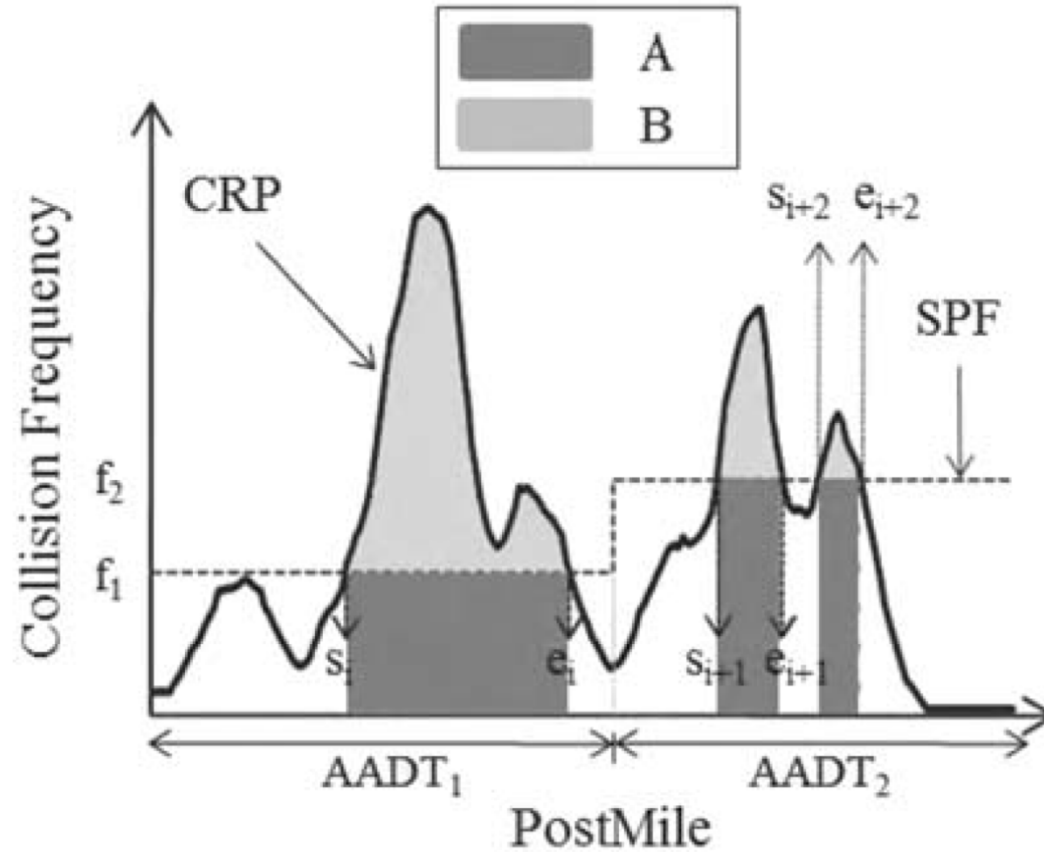 A
B
CRP
s_{i+2} e_{i+2}
SPF
Collision Frequency
f_2
f_1
s_i e_i s_{i+1} e_{i+1}
AADT_1 AADT_2
PostMile